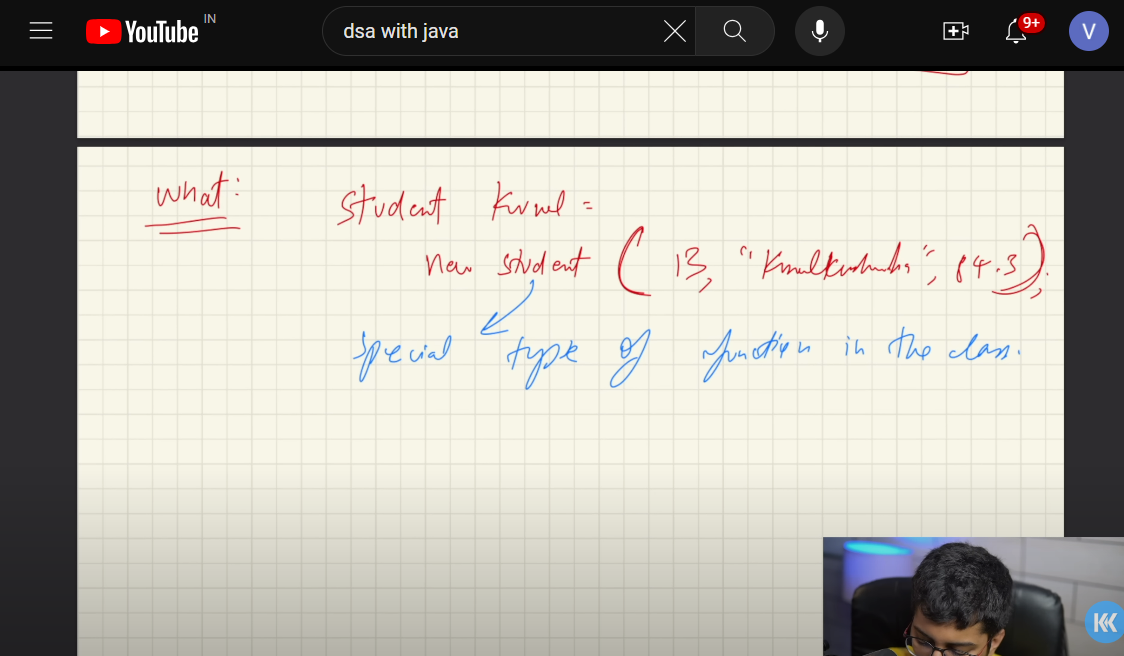 YouTube IN
dsa with java
9+
V
what:
Student Kunal =
new student ( 13, "Kunal Kushwaha", 84.3 );
special type of function in the class.
KK